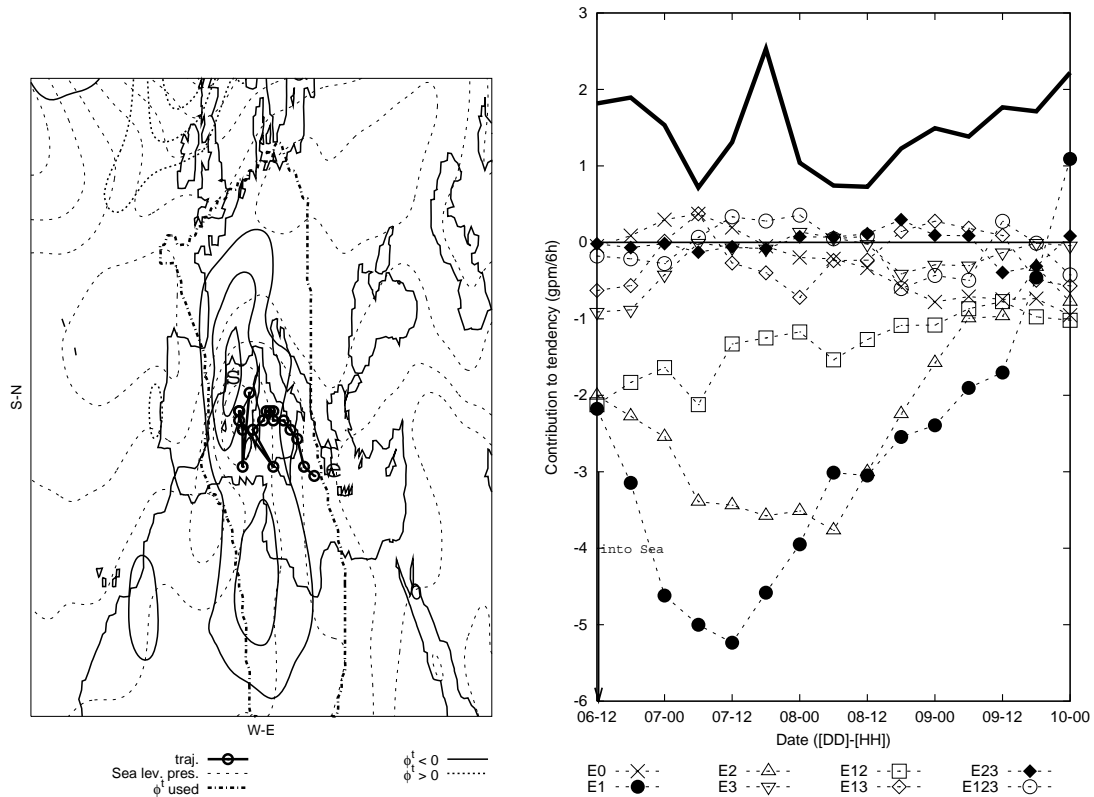 S-N
s
e
W-E
traj.
Sea lev. pres.
ϕᵗ used
ϕᵗ < 0
ϕᵗ > 0
Contribution to tendency (gpm/6h)
3
2
1
0
-1
-2
-3
-4
-5
-6
into Sea
06-12 07-00 07-12 08-00 08-12 09-00 09-12 10-00
Date ([DD]-[HH])
E0 E2 E12 E23
E1 E3 E13 E123